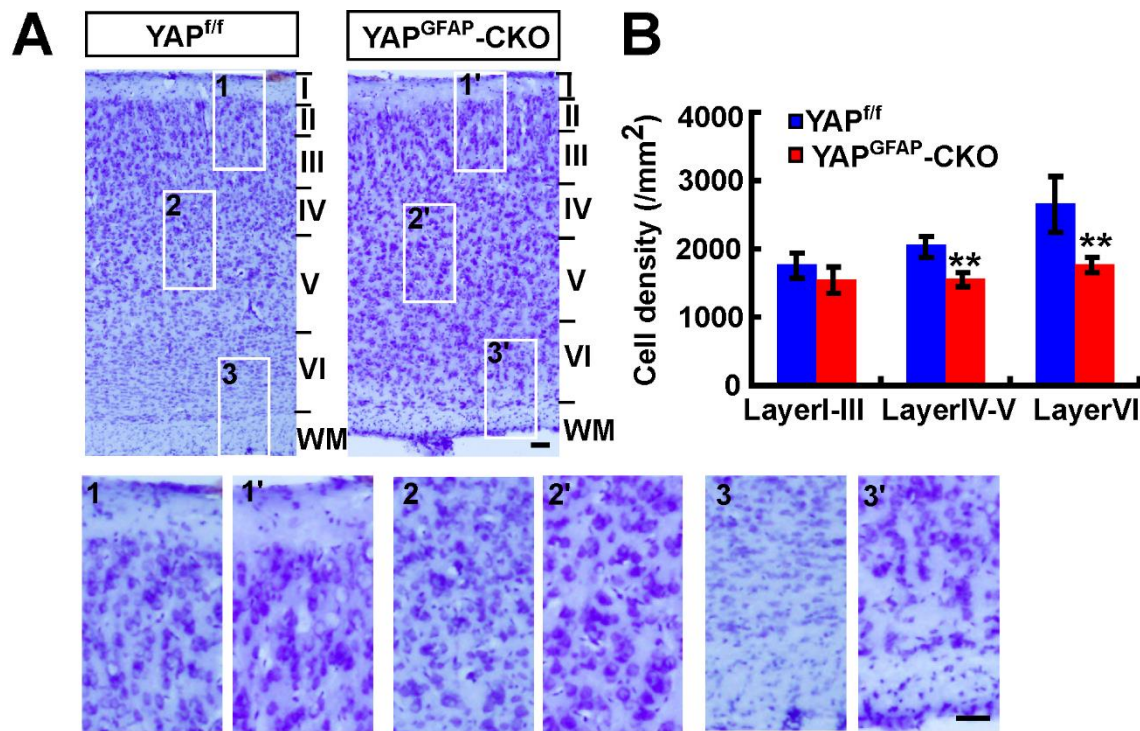 A
YAPf/f
YAPGFAP-CKO
B
1
I
II
III
2
IV
V
VI
3
WM
1'
I
II
III
2'
IV
V
VI
3'
WM
4000
3000
2000
1000
0
Cell density (/mm2)
YAPf/f
YAPGFAP-CKO
**
**
LayerI-III
LayerIV-V
LayerVI
1
1'
2
2'
3
3'